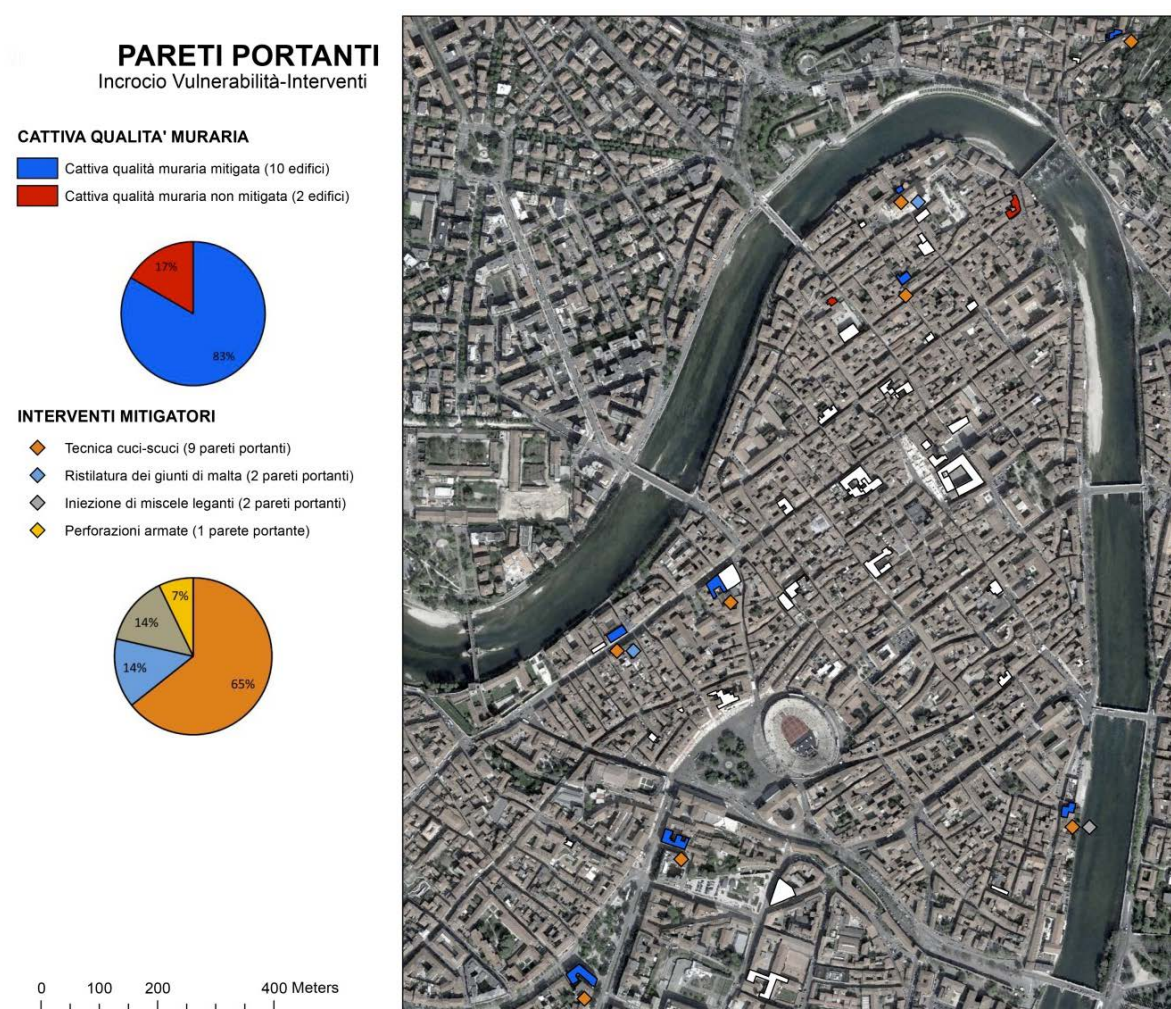 PARETI PORTANTI
Incrocio Vulnerabilità-Interventi
CATTIVA QUALITA' MURARIA
Cattiva qualità muraria mitigata (10 edifici)
Cattiva qualità muraria non mitigata (2 edifici)
17%
83%
INTERVENTI MITIGATORI
Tecnica cuci-scuci (9 pareti portanti)
Ristilatura dei giunti di malta (2 pareti portanti)
Iniezione di miscele leganti (2 pareti portanti)
Perforazioni armate (1 parete portante)
7%
14%
14%
65%
0 100 200 400 Meters